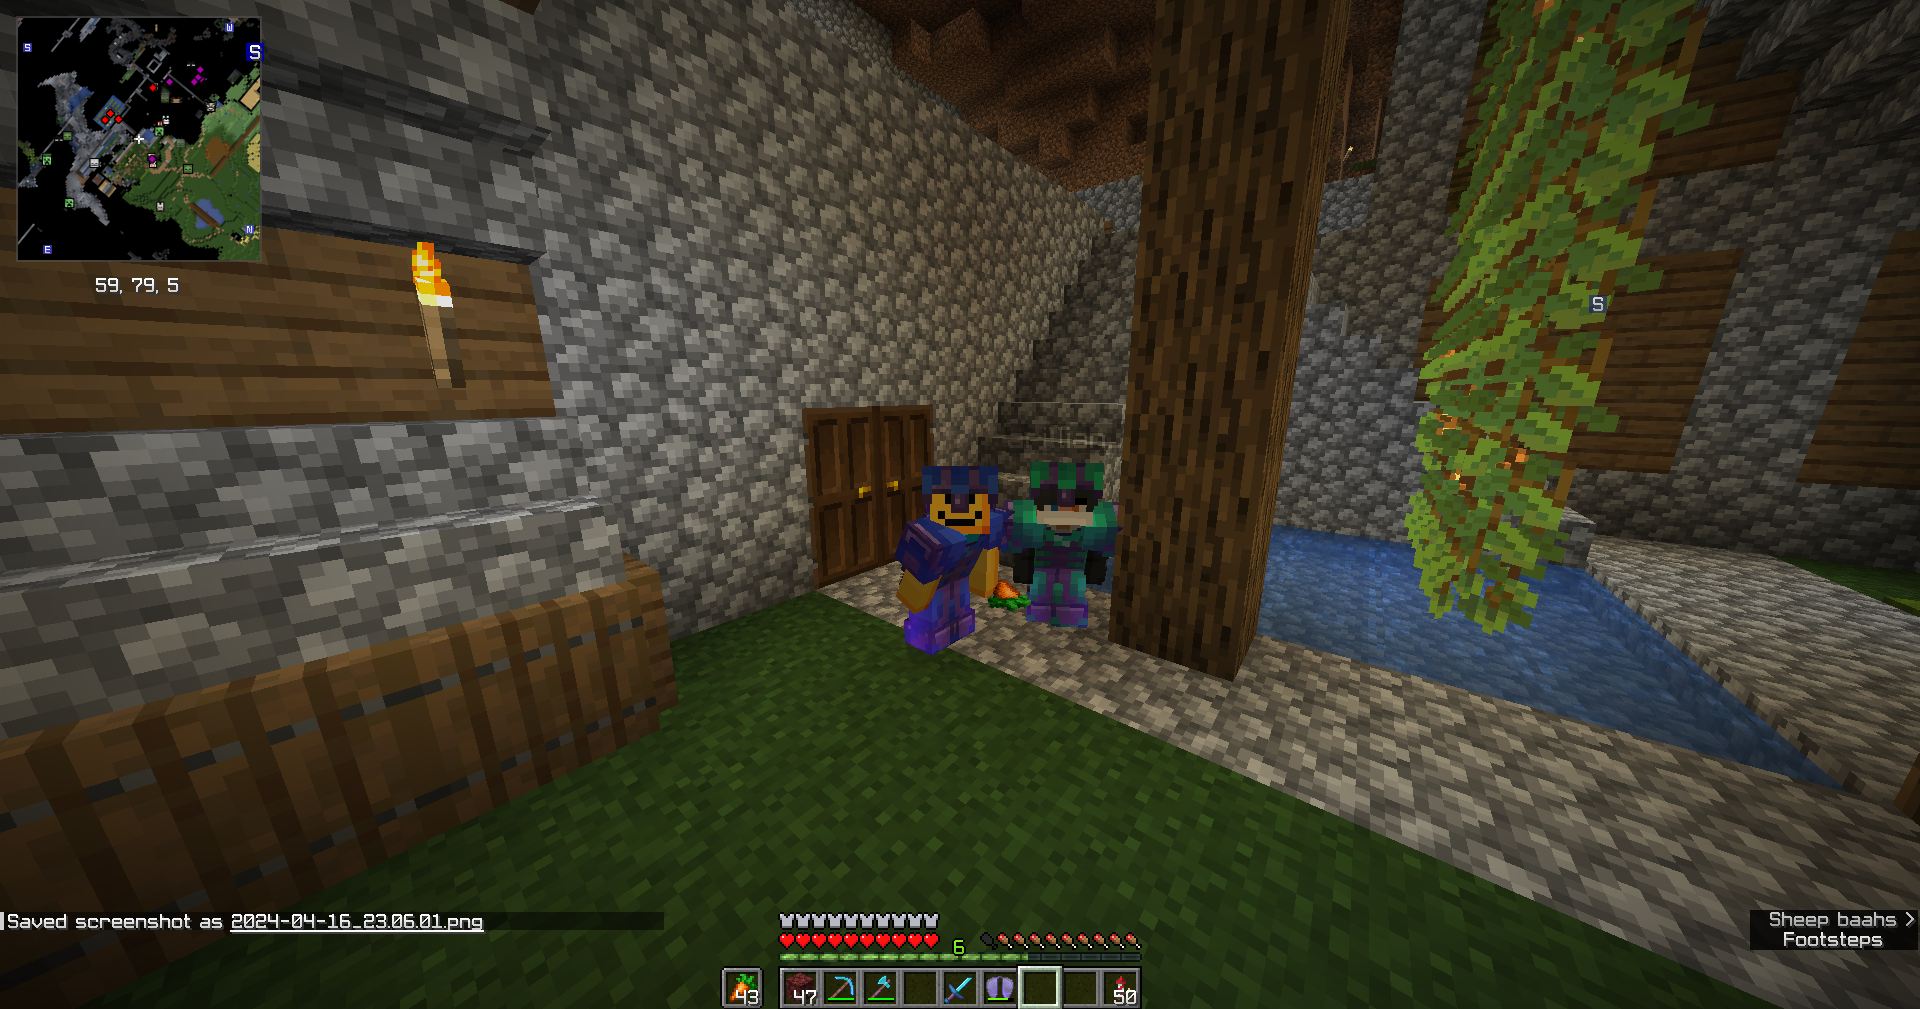 S
W
S
N
E
59, 79, 5
S
Saved screenshot as 2024-04-16_23.06.01.png
Sheep baahs >
Footsteps
6
43
47
50